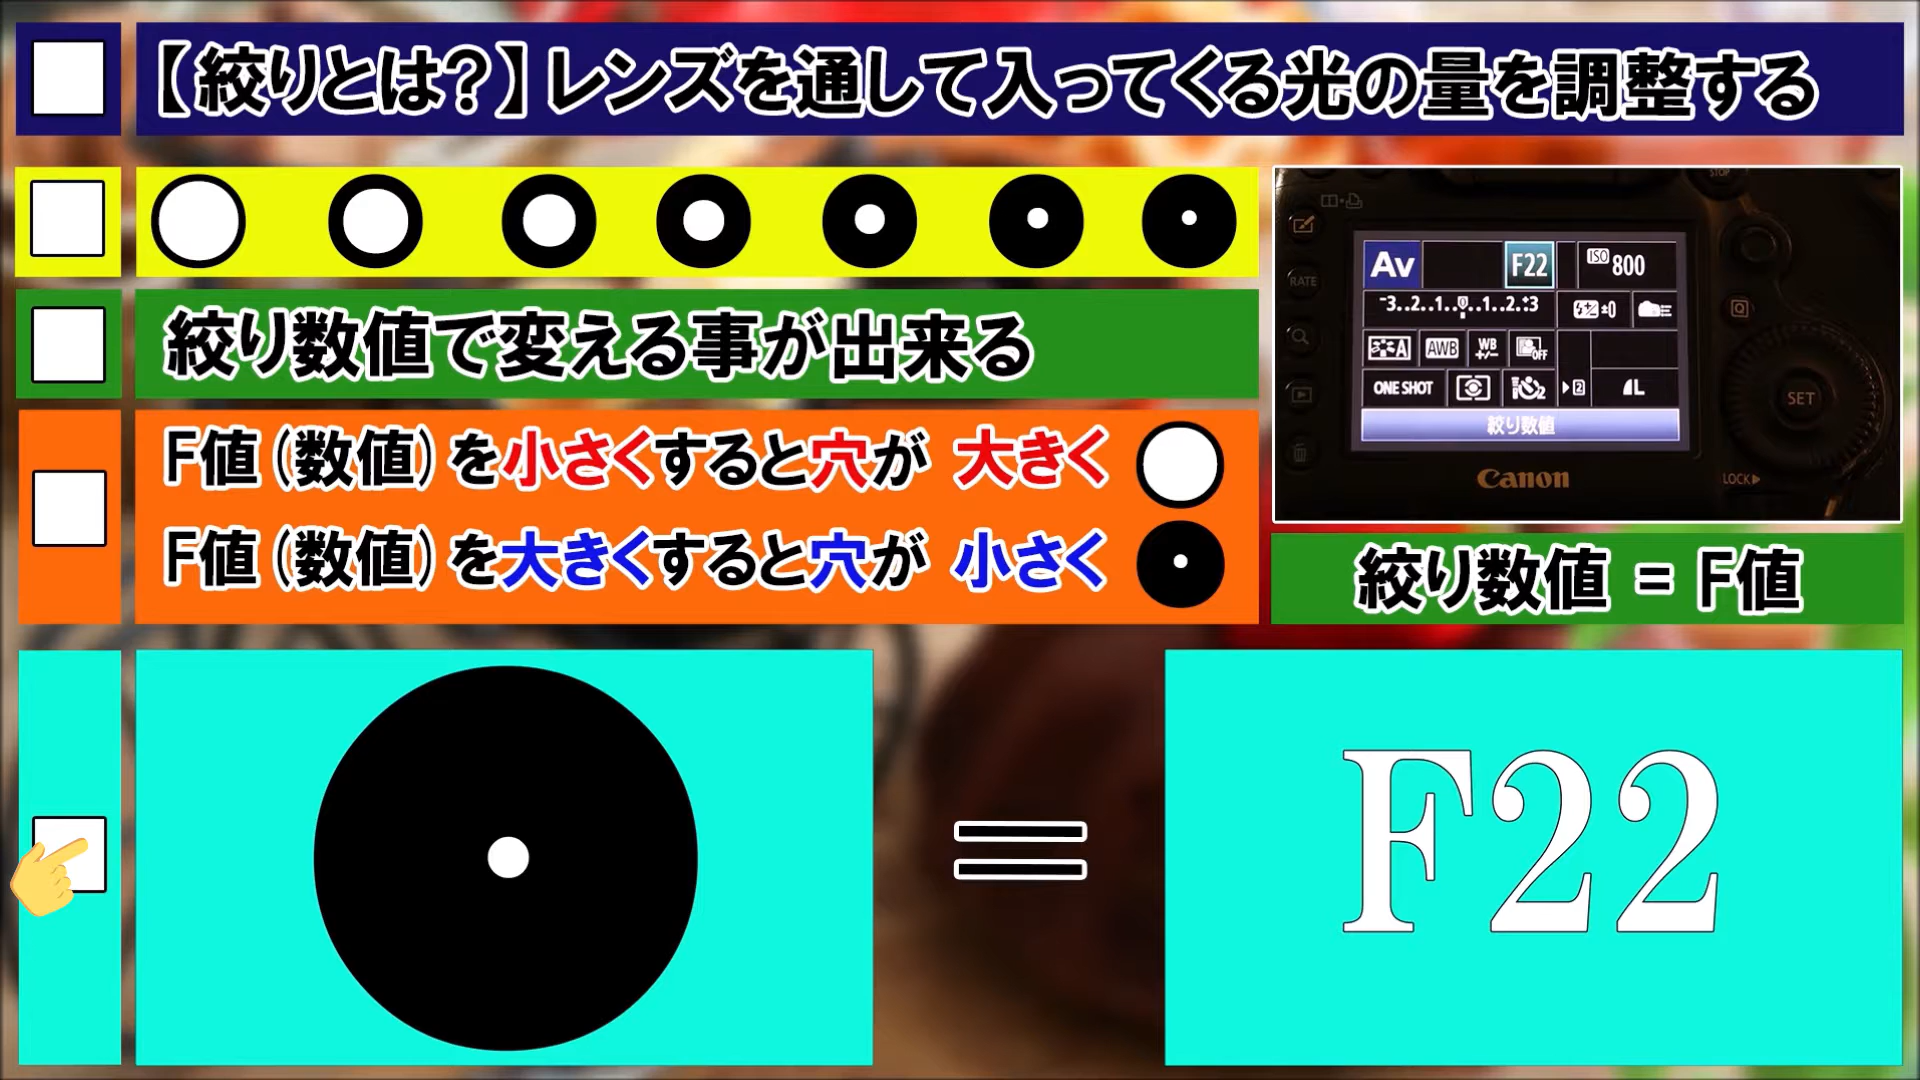 【絞りとは？】レンズを通して入ってくる光の量を調整する
絞り数値で変える事が出来る
F値(数値)を小さくすると穴が 大きく
F値(数値)を大きくすると穴が 小さく
STOP
RATE
Av F22 ISO 800
-3..2..1..0..1..2..+3 ±0
A AWB WB +/- OFF
ONE SHOT 2 2 L
絞り数値
Canon
Q
SET
LOCK
絞り数値 = F値
= F22